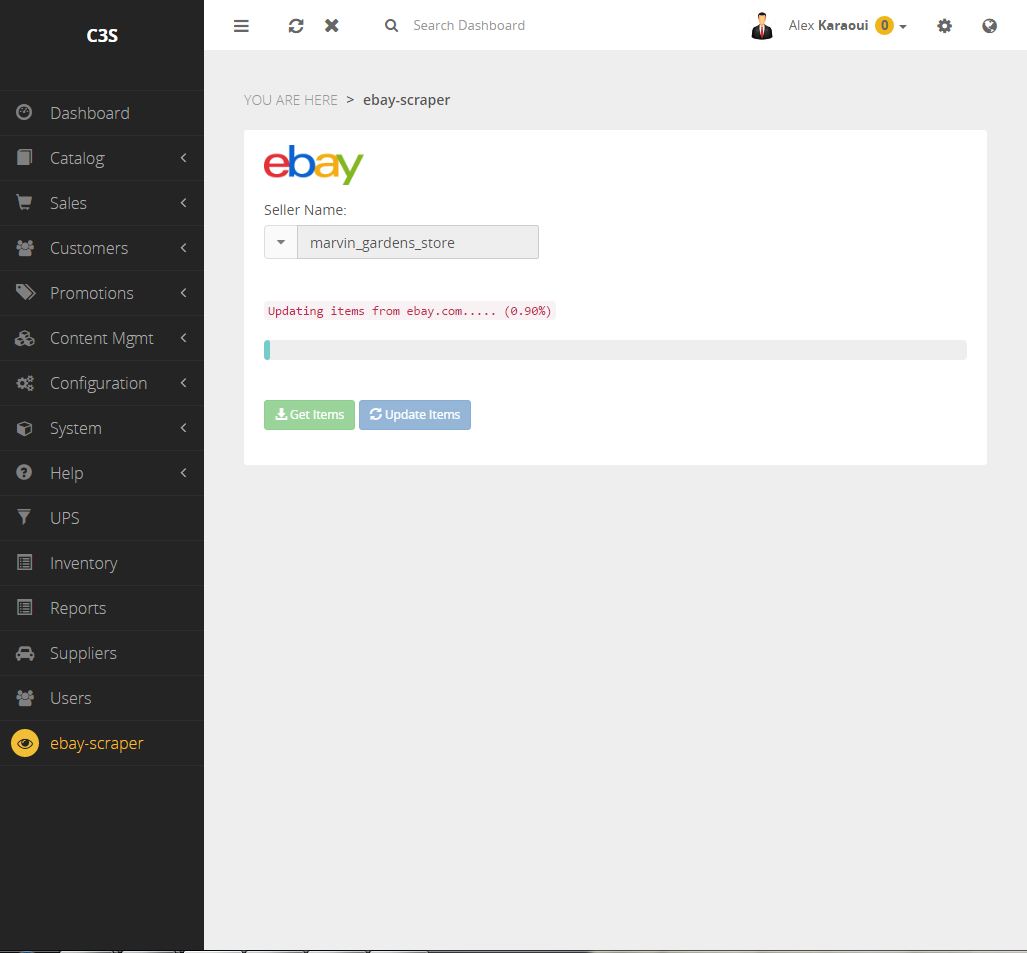 C3S
Search Dashboard
Alex Karaoui 0
Dashboard
Catalog
Sales
Customers
Promotions
Content Mgmt
Configuration
System
Help
UPS
Inventory
Reports
Suppliers
Users
ebay-scraper
YOU ARE HERE > ebay-scraper
ebay
Seller Name:
marvin_gardens_store
Updating items from ebay.com..... (0.90%)
Get Items Update Items